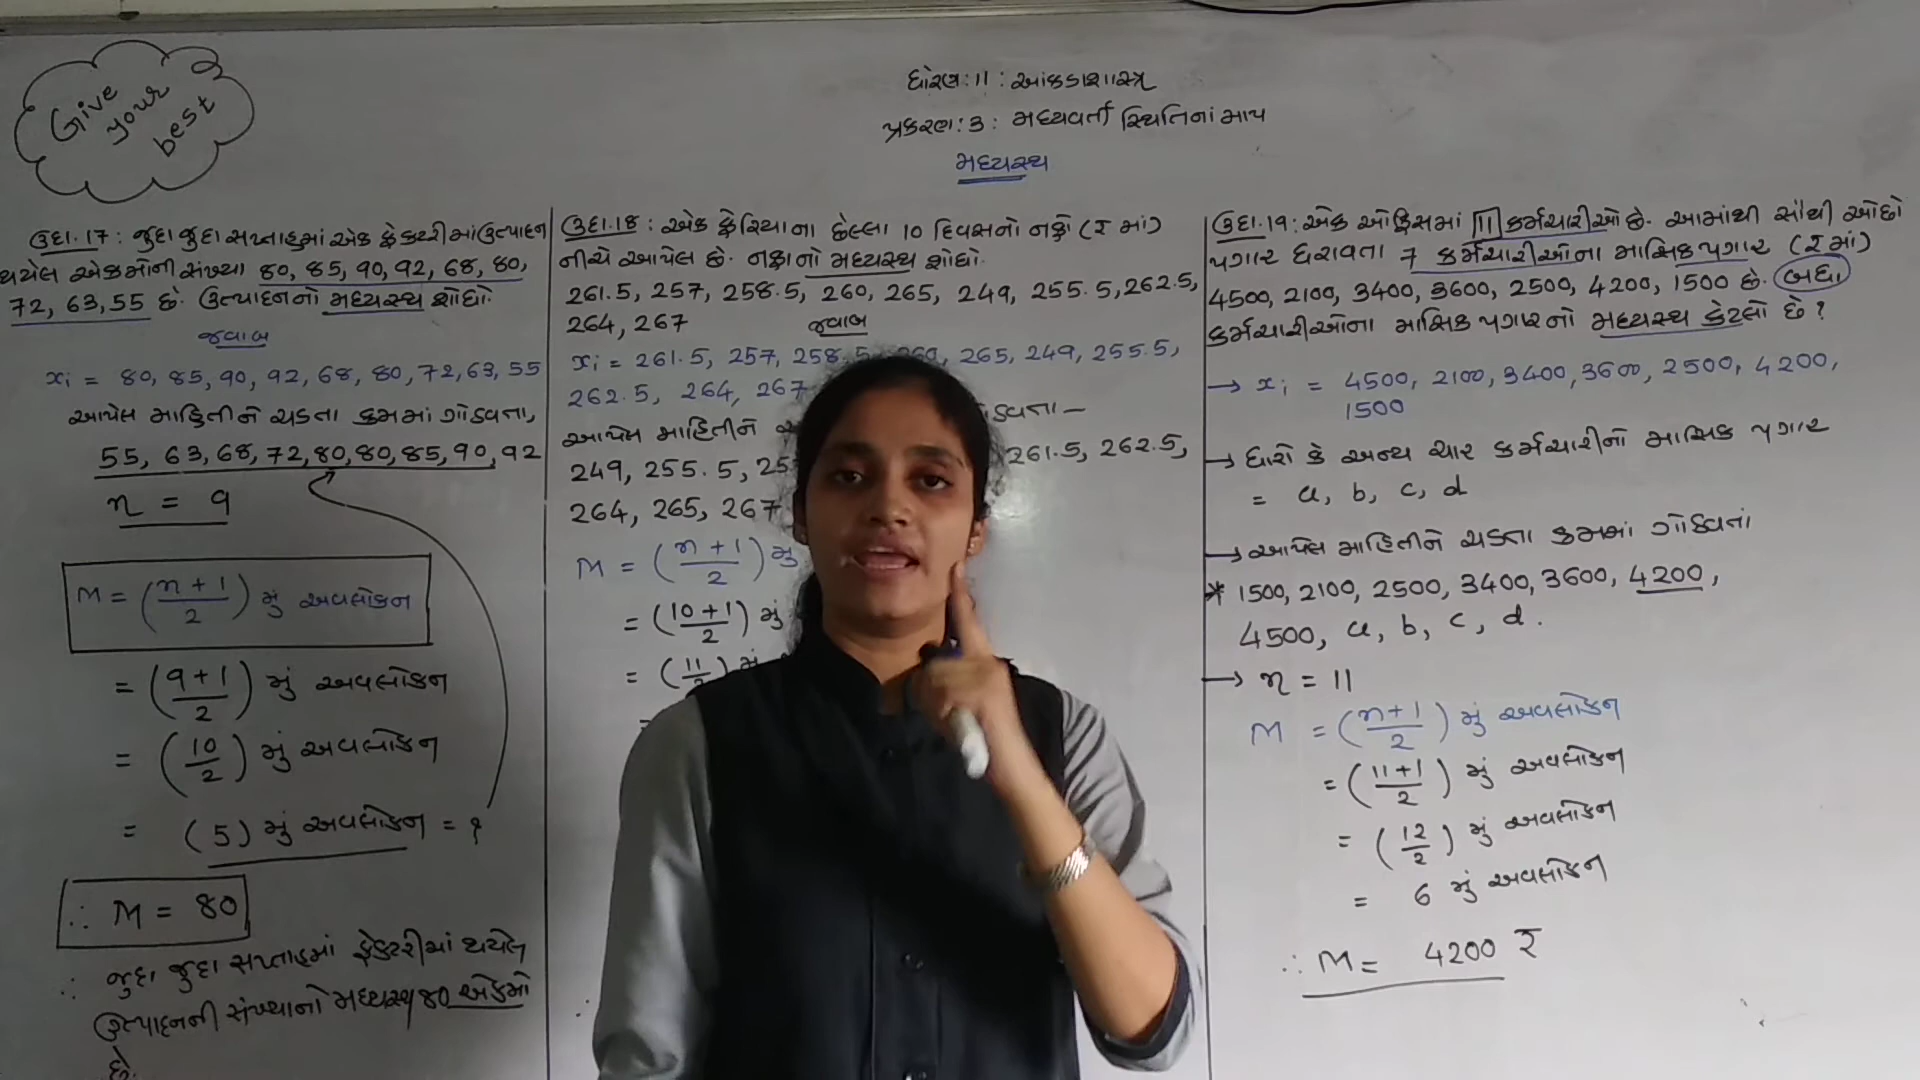 Give
your
best
ધોરણ: 11 : આંકડાશાસ્ત્ર
પ્રકરણ: 3 : મધ્યવર્તી સ્થિતિનાં માપ
મધ્યસ્થ
ઉદા. 17 : જુદા જુદા સપ્તાહમાં એક ફેક્ટરીમાં ઉત્પાદન
થયેલ એકમોની સંખ્યા 80, 85, 90, 92, 68, 80,
72, 63, 55 છે. ઉત્પાદનનો મધ્યસ્થ શોધો.
જવાબ
xi = 80, 85, 90, 92, 68, 80, 72, 63, 55
આપેલ માહિતીને ચડતા ક્રમમાં ગોઠવતા,
55, 63, 68, 72, 80, 80, 85, 90, 92
n = 9
M = (n + 1 / 2) મું અવલોકન
= (9 + 1 / 2) મું અવલોકન
= (10 / 2) મું અવલોકન
= (5) મું અવલોકન = ?
∴ M = 80
∴ જુદા જુદા સપ્તાહમાં ફેક્ટરીમાં થયેલ
ઉત્પાદનની સંખ્યાનો મધ્યસ્થ 80 એકમો
છે.
ઉદા. 18 : એક ફેરિયાના છેલ્લા 10 દિવસનો નફો (₹ માં)
નીચે આપેલ છે. નફાનો મધ્યસ્થ શોધો.
261.5, 257, 258.5, 260, 265, 249, 255.5, 262.5,
264, 267
જવાબ
xi = 261.5, 257, 258.5, 260, 265, 249, 255.5,
262.5, 264, 267
આપેલ માહિતીને
249, 255.5, 261.5, 262.5,
264, 265, 267
M = (n + 1 / 2) મું
= (10 + 1 / 2) મું
= (11 / 2) મું
ઉદા. 19 : એક ઓફિસમાં 11 કર્મચારીઓ છે. આમાંથી સૌથી ઓછો
પગાર ધરાવતા 7 કર્મચારીઓના માસિક પગાર (₹ માં)
4500, 2100, 3400, 3600, 2500, 4200, 1500 છે. બધા
કર્મચારીઓના માસિક પગારનો મધ્યસ્થ કેટલો છે ?
→ xi = 4500, 2100, 3400, 3600, 2500, 4200,
1500
→ ધારો કે અન્ય ચાર કર્મચારીનો માસિક પગાર
= a, b, c, d
→ આપેલ માહિતીને ચડતા ક્રમમાં ગોઠવતાં
* 1500, 2100, 2500, 3400, 3600, 4200,
4500, a, b, c, d.
→ n = 11
M = (n+1 / 2) મું અવલોકન
= (11+1 / 2) મું અવલોકન
= (12 / 2) મું અવલોકન
= 6 મું અવલોકન
∴ M = 4200 ₹